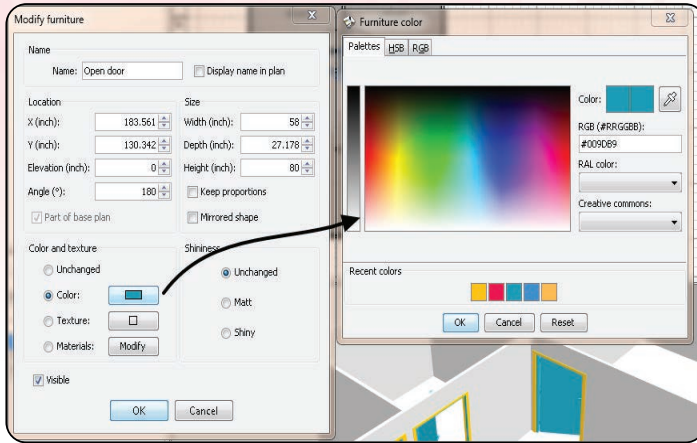 Modify furniture
Name
Name: Open door
Display name in plan
Location
X (inch): 183.561
Y (inch): 130.342
Elevation (inch): 0
Angle (°): 180
Part of base plan
Size
Width (inch): 58
Depth (inch): 27.178
Height (inch): 80
Keep proportions
Mirrored shape
Color and texture
Unchanged
Color:
Texture:
Materials: Modify
Shininess
Unchanged
Matt
Shiny
Visible
OK Cancel
Furniture color
Palettes HSB RGB
Color:
RGB (#RRGGBB):
#009DB9
RAL color:
Creative commons:
Recent colors
OK Cancel Reset